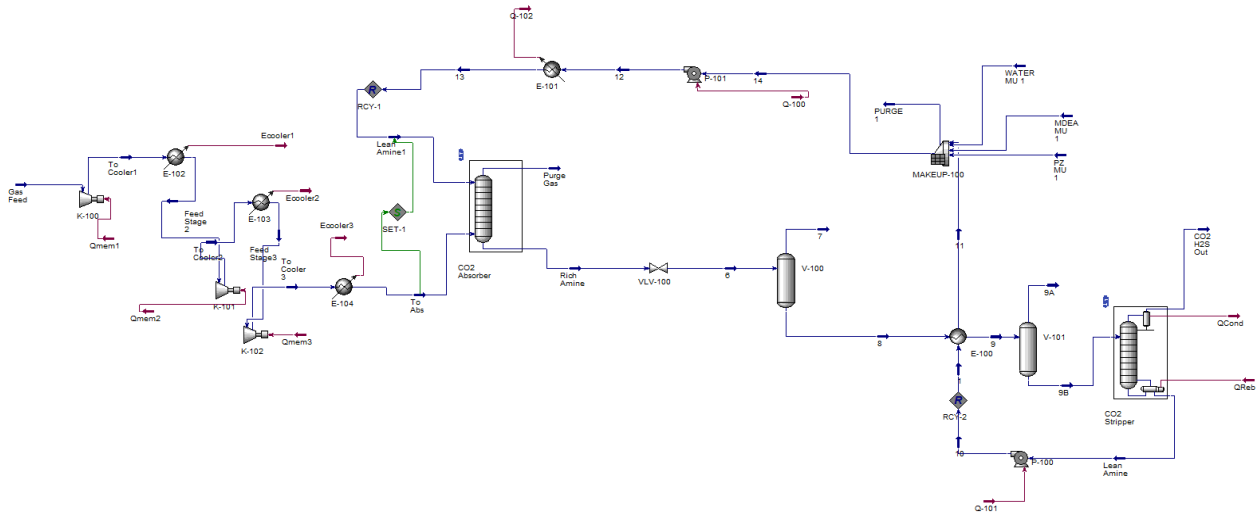 Q-102
13
E-101
12
P-101
14
Q-100
WATER
MU 1
PURGE
1
MDEA
MU
1
PZ
MU
1
MAKEUP-100
R
RCY-1
Ecooler1
To
Cooler1
E-102
Lean
Amine1
Gas
Feed
K-100
Qmem1
Ecooler2
E-103
Feed
Stage
2
To
Cooler2
Feed
Stage3
To
Cooler
3
Ecooler3
S
SET-1
Purge
Gas
CO2
Absorber
Rich
Amine
VLV-100
6
7
V-100
8
11
CO2
H2S
Out
9A
V-101
QCond
E-100
9
9B
QReb
CO2
Stripper
E-104
To
Abs
K-101
Qmem2
K-102
Qmem3
1
R
RCY-2
10
P-100
Lean
Amine
Q-101